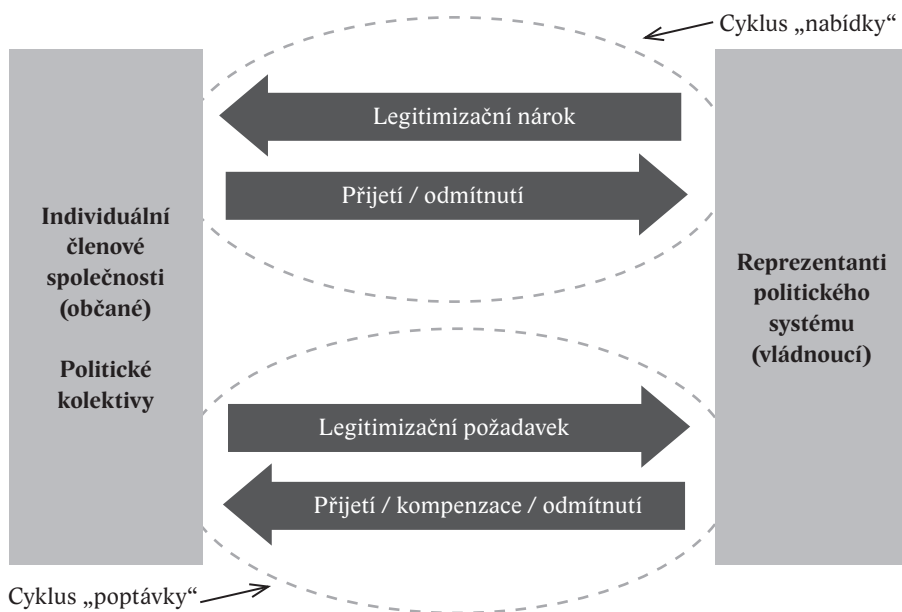 Cyklus „nabídky“
Legitimizační nárok
Přijetí / odmítnutí
Individuální
členové
společnosti
(občané)
Politické
kolektivy
Reprezentanti
politického
systému
(vládnoucí)
Legitimizační požadavek
Přijetí / kompenzace / odmítnutí
Cyklus „poptávky“